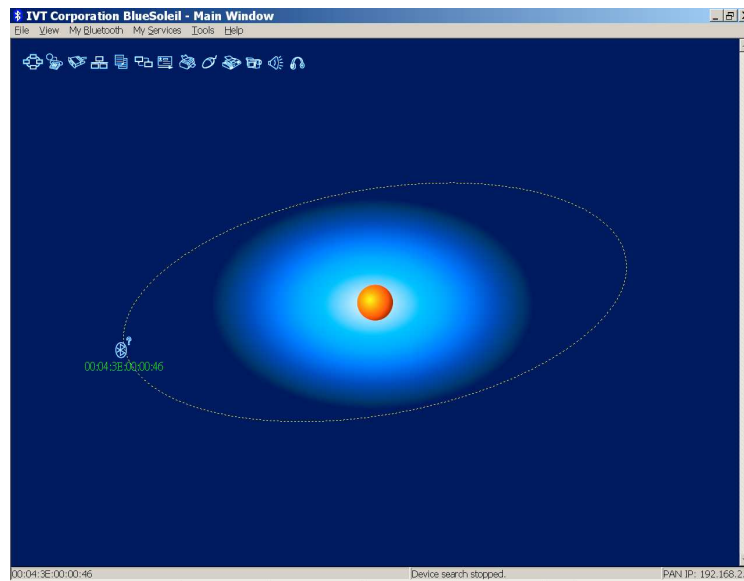 IVT Corporation BlueSoleil - Main Window
File View My Bluetooth My Services Tools Help
?
00:04:3E:00:00:46
00:04:3E:00:00:46 Device search stopped. PAN IP: 192.168.2